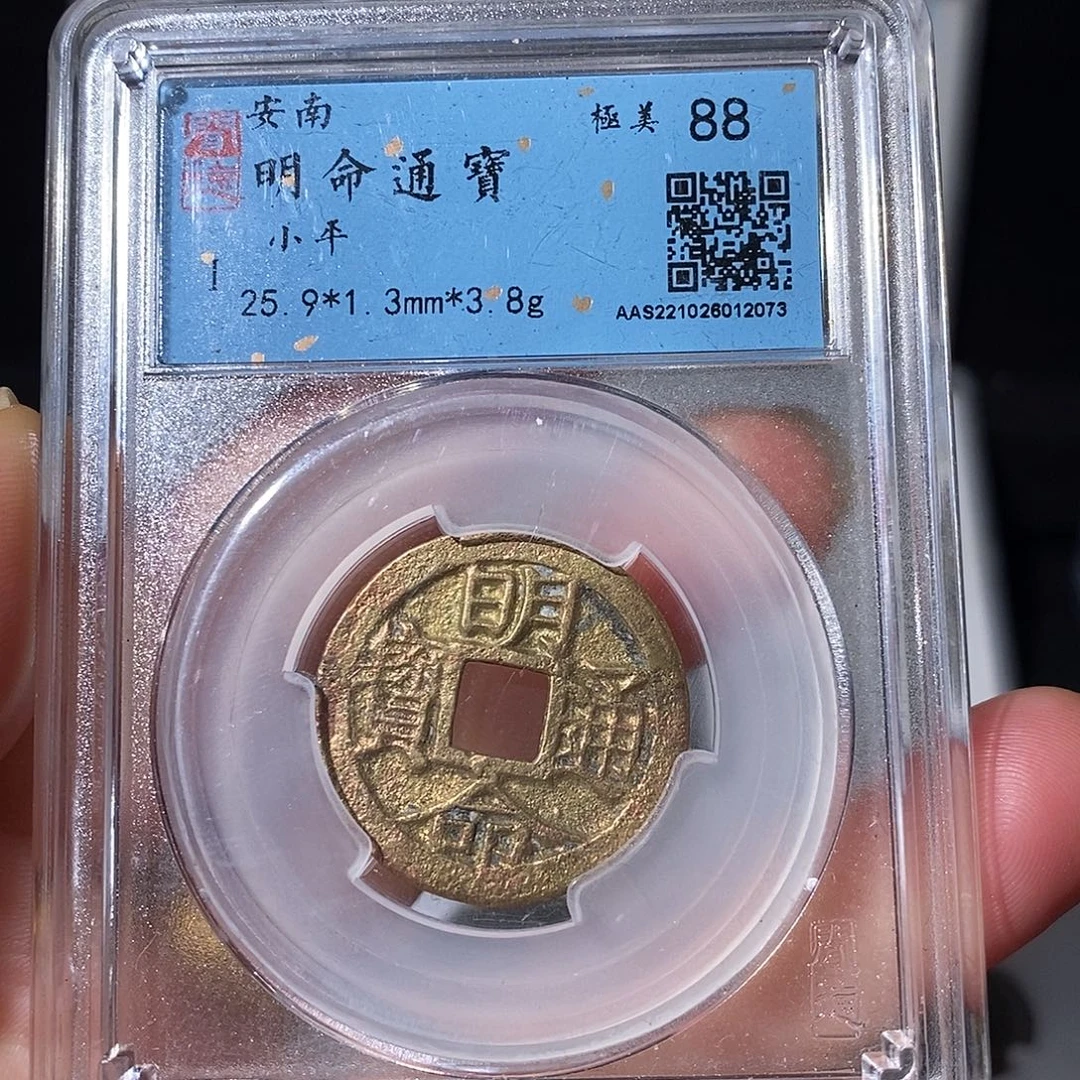 安南
極美 88
明命通寶
小平
25.9*1.3mm*3.8g
AAS221026012073
明命通寶